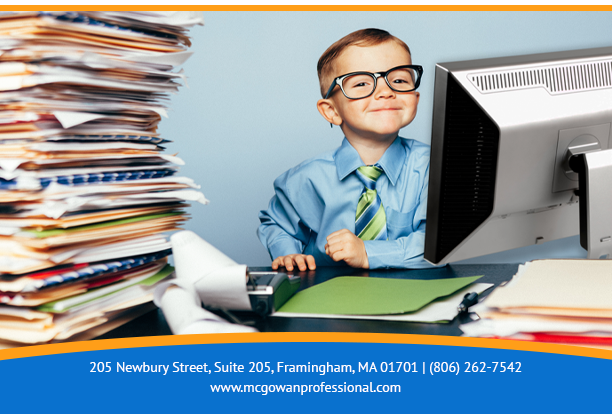 205 Newbury Street, Suite 205, Framingham, MA 01701 | (806) 262-7542
www.mcgowanprofessional.com